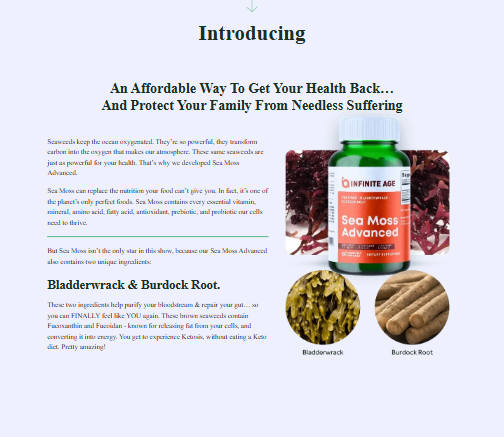 Introducing
An Affordable Way To Get Your Health Back…
And Protect Your Family From Needless Suffering
Seaweeds keep the ocean oxygenated. They're so powerful, they transform
carbon into the oxygen that makes our atmosphere. These same seaweeds are
just as powerful for your health. That's why we developed Sea Moss
Advanced.
Sea Moss can replace the nutrition your food can't give you. In fact, it's one of
the planet's only perfect foods. Sea Moss contains every essential vitamin,
mineral, amino acid, fatty acid, antioxidant, prebiotic, and probiotic our cells
need to thrive.
INFINITE AGE
Sea Moss
Advanced
But Sea Moss isn't the only star in this show, because our Sea Moss Advanced
also contains two unique ingredients:
Bladderwrack & Burdock Root.
These two ingredients help purify your bloodstream & repair your gut… so
you can FINALLY feel like YOU again. These brown seaweeds contain
Fucoxanthin and Fucoidan - known for releasing fat from your cells, and
converting it into energy. You get to experience Ketosis, without eating a Keto
diet. Pretty amazing!
Bladderwrack
Burdock Root